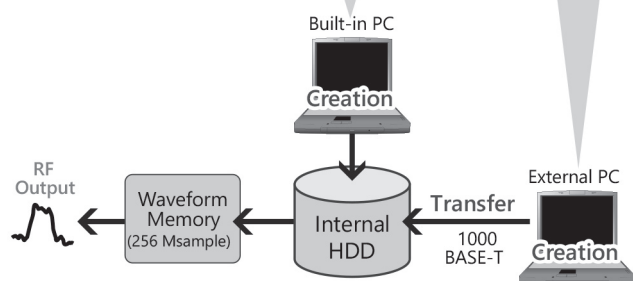 Built-in PC
Creation
RF
Output
Waveform
Memory
(256 Msample)
Internal
HDD
Transfer
1000
BASE-T
External PC
Creation